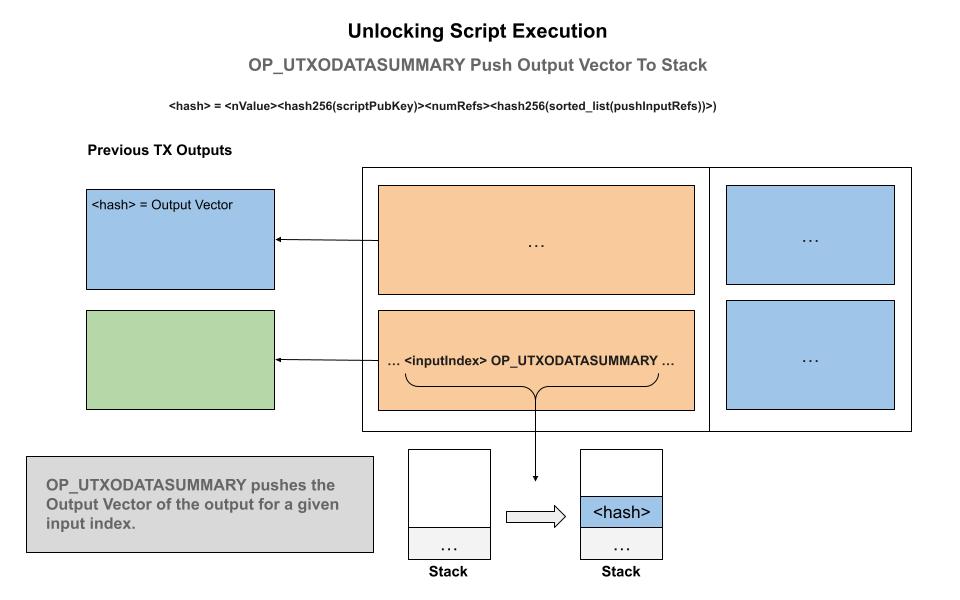 Unlocking Script Execution
OP_UTXODATASUMMARY Push Output Vector To Stack
<hash> = <nValue><hash256(scriptPubKey)><numRefs><hash256(sorted_list(pushInputRefs))>)
Previous TX Outputs
<hash> = Output Vector
…
…
… <inputIndex> OP_UTXODATASUMMARY …
…
OP_UTXODATASUMMARY pushes the
Output Vector of the output for a given
input index.
…
Stack
<hash>
…
Stack